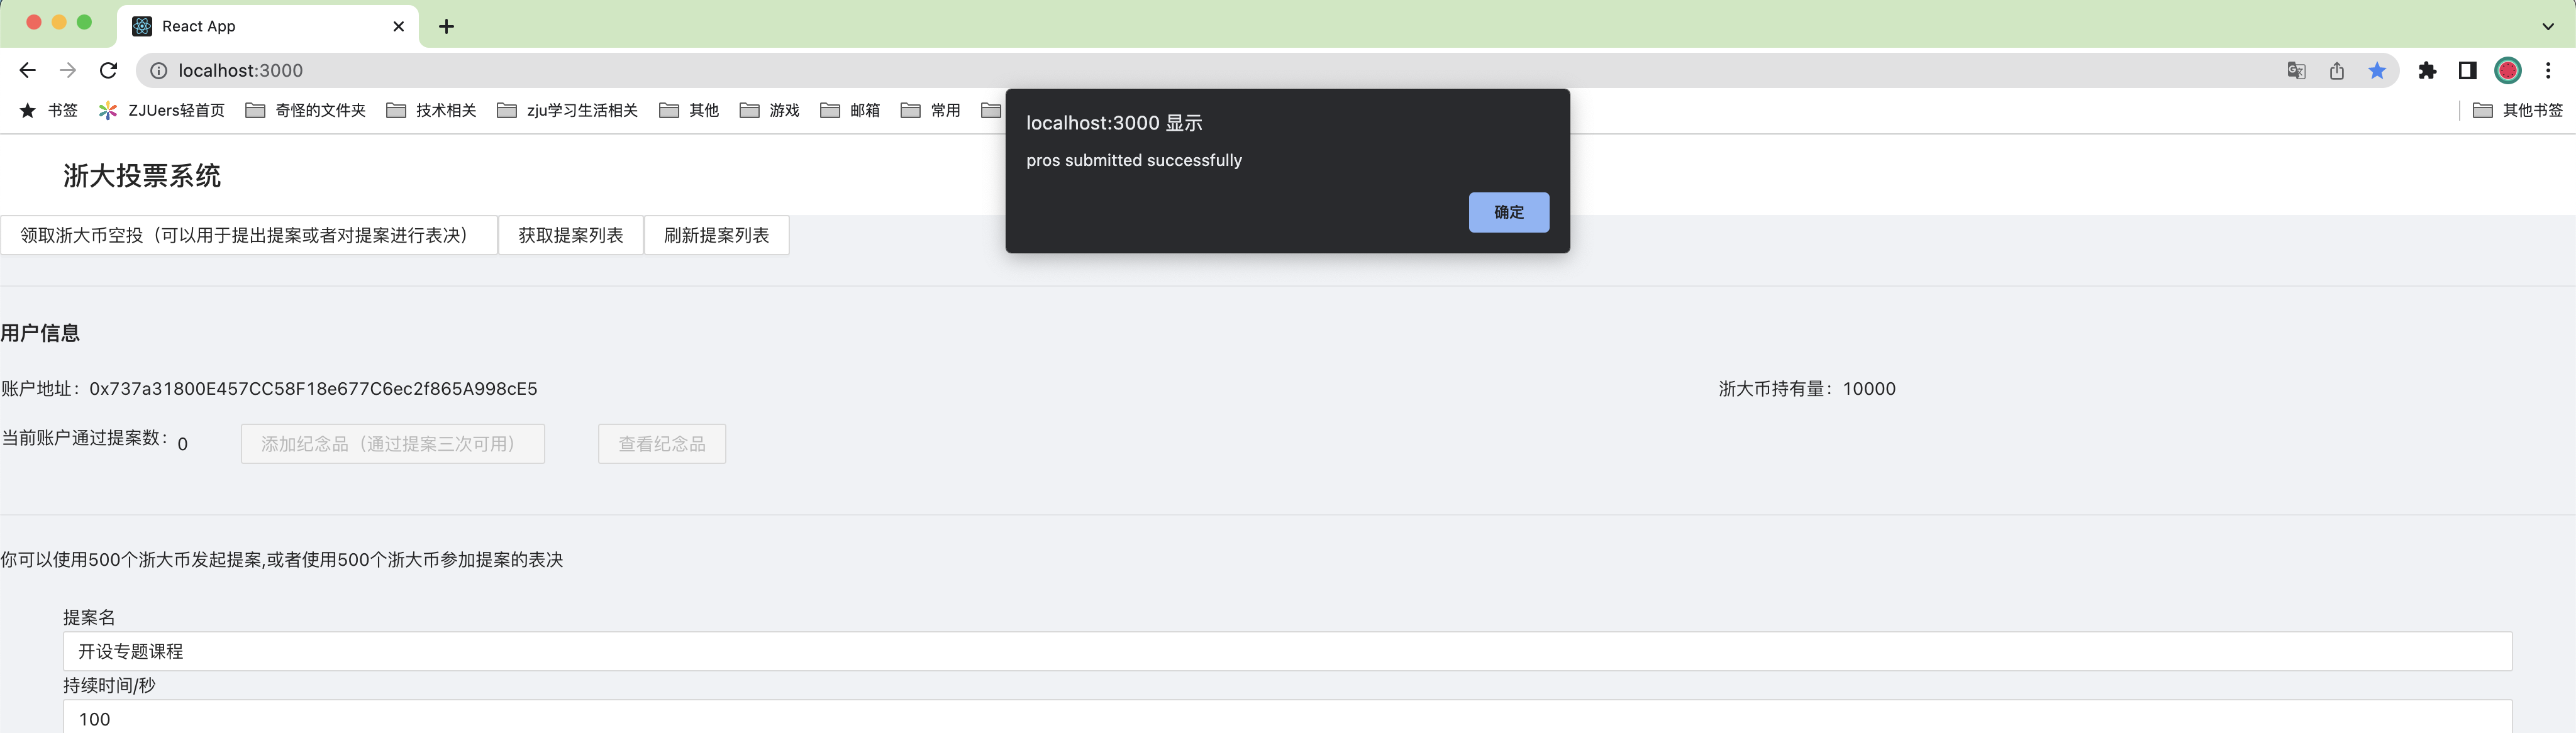 React App
localhost:3000
书签 ZJUers轻首页 奇怪的文件夹 技术相关 zju学习生活相关 其他 游戏 邮箱 常用 其他书签
localhost:3000 显示
pros submitted successfully
确定
浙大投票系统
领取浙大币空投（可以用于提出提案或者对提案进行表决） 获取提案列表 刷新提案列表
用户信息
账户地址：0x737a31800E457CC58F18e677C6ec2f865A998cE5 浙大币持有量：10000
当前账户通过提案数：0 添加纪念品（通过提案三次可用） 查看纪念品
你可以使用500个浙大币发起提案,或者使用500个浙大币参加提案的表决
提案名
开设专题课程
持续时间/秒
100